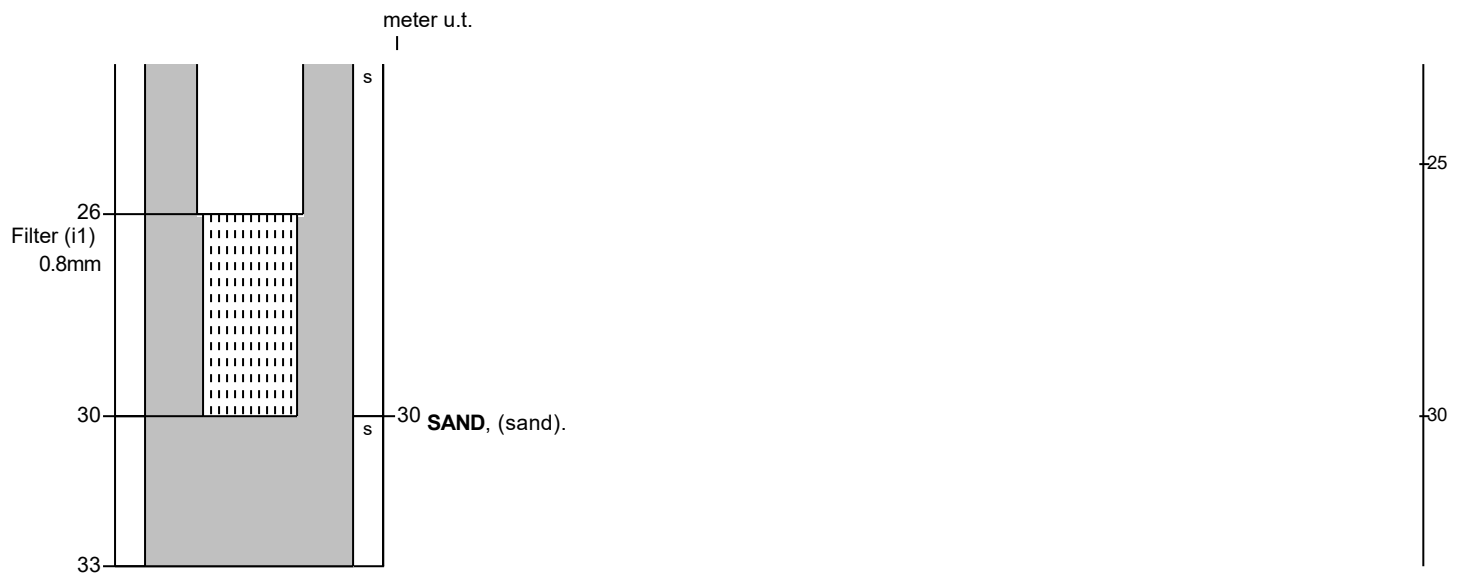 meter u.t.
s
25
26
Filter (i1)
0.8mm
30
30 SAND, (sand).
30
s
33